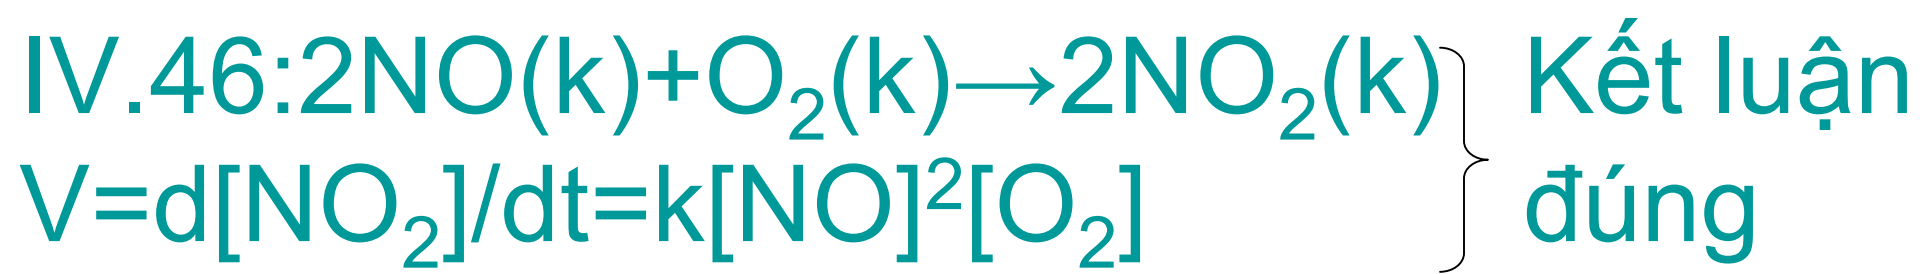 IV.46:2NO(k)+O₂(k)→2NO₂(k) Kết luận
V=d[NO₂]/dt=k[NO]²[O₂] đúng